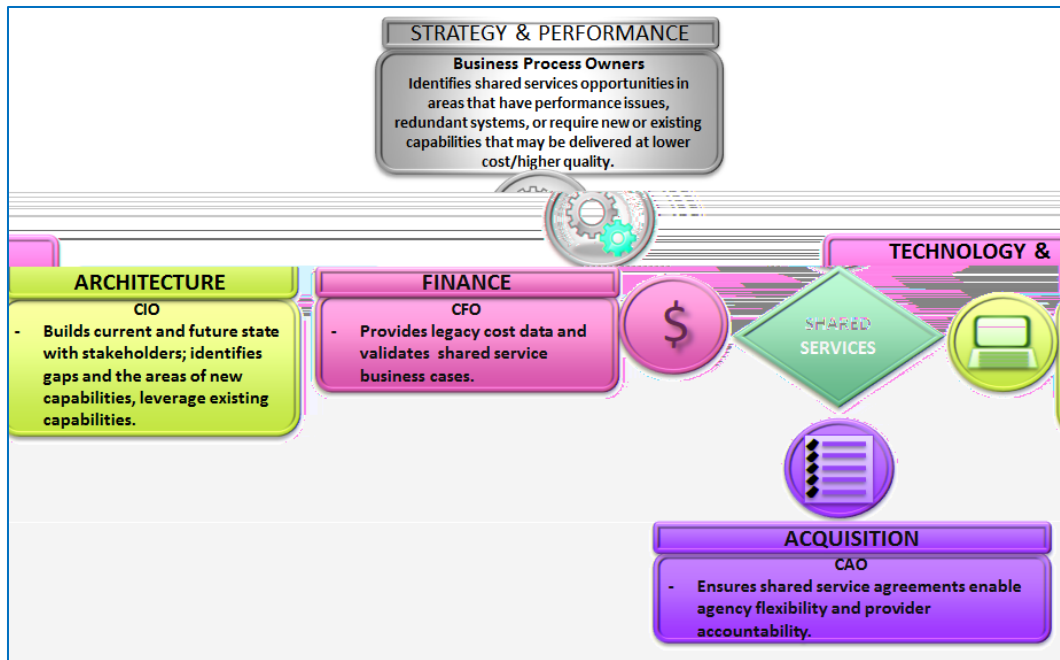 STRATEGY & PERFORMANCE
Business Process Owners
Identifies shared services opportunities in
areas that have performance issues,
redundant systems, or require new or existing
capabilities that may be delivered at lower
cost/higher quality.
TECHNOLOGY &
ARCHITECTURE
CIO
- Builds current and future state
with stakeholders; identifies
gaps and the areas of new
capabilities, leverage existing
capabilities.
FINANCE
CFO
- Provides legacy cost data and
validates shared service
business cases.
$
SHARED
SERVICES
ACQUISITION
CAO
- Ensures shared service agreements enable
agency flexibility and provider
accountability.